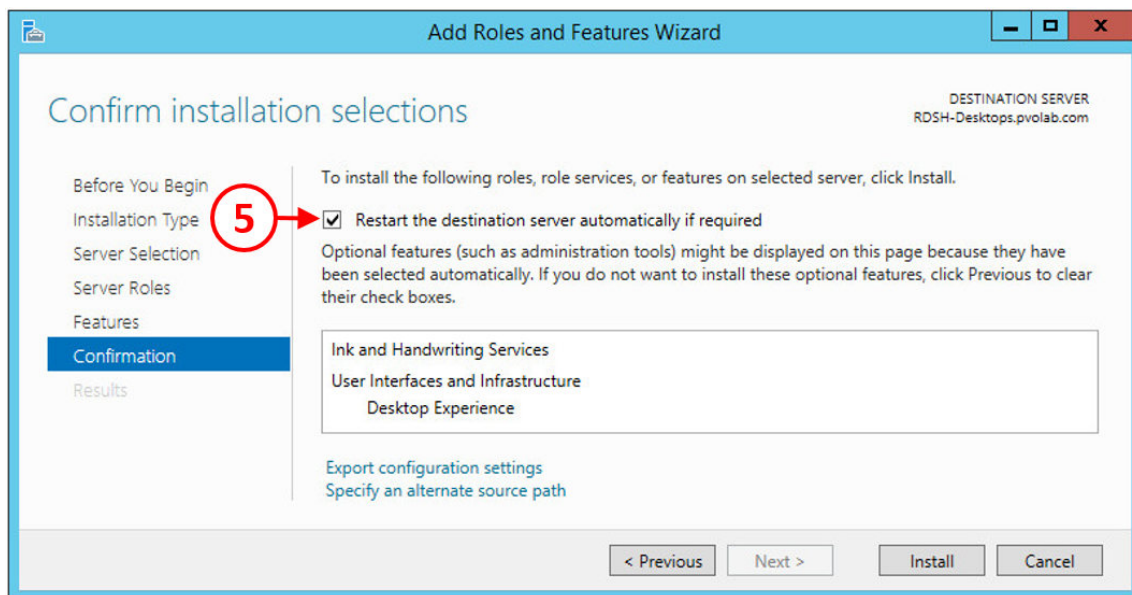 Add Roles and Features Wizard
Confirm installation selections
DESTINATION SERVER
RDSH-Desktops.pvolab.com
Before You Begin
Installation Type
Server Selection
Server Roles
Features
Confirmation
Results
5
To install the following roles, role services, or features on selected server, click Install.
Restart the destination server automatically if required
Optional features (such as administration tools) might be displayed on this page because they have
been selected automatically. If you do not want to install these optional features, click Previous to clear
their check boxes.
Ink and Handwriting Services
User Interfaces and Infrastructure
Desktop Experience
Export configuration settings
Specify an alternate source path
< Previous
Next >
Install
Cancel